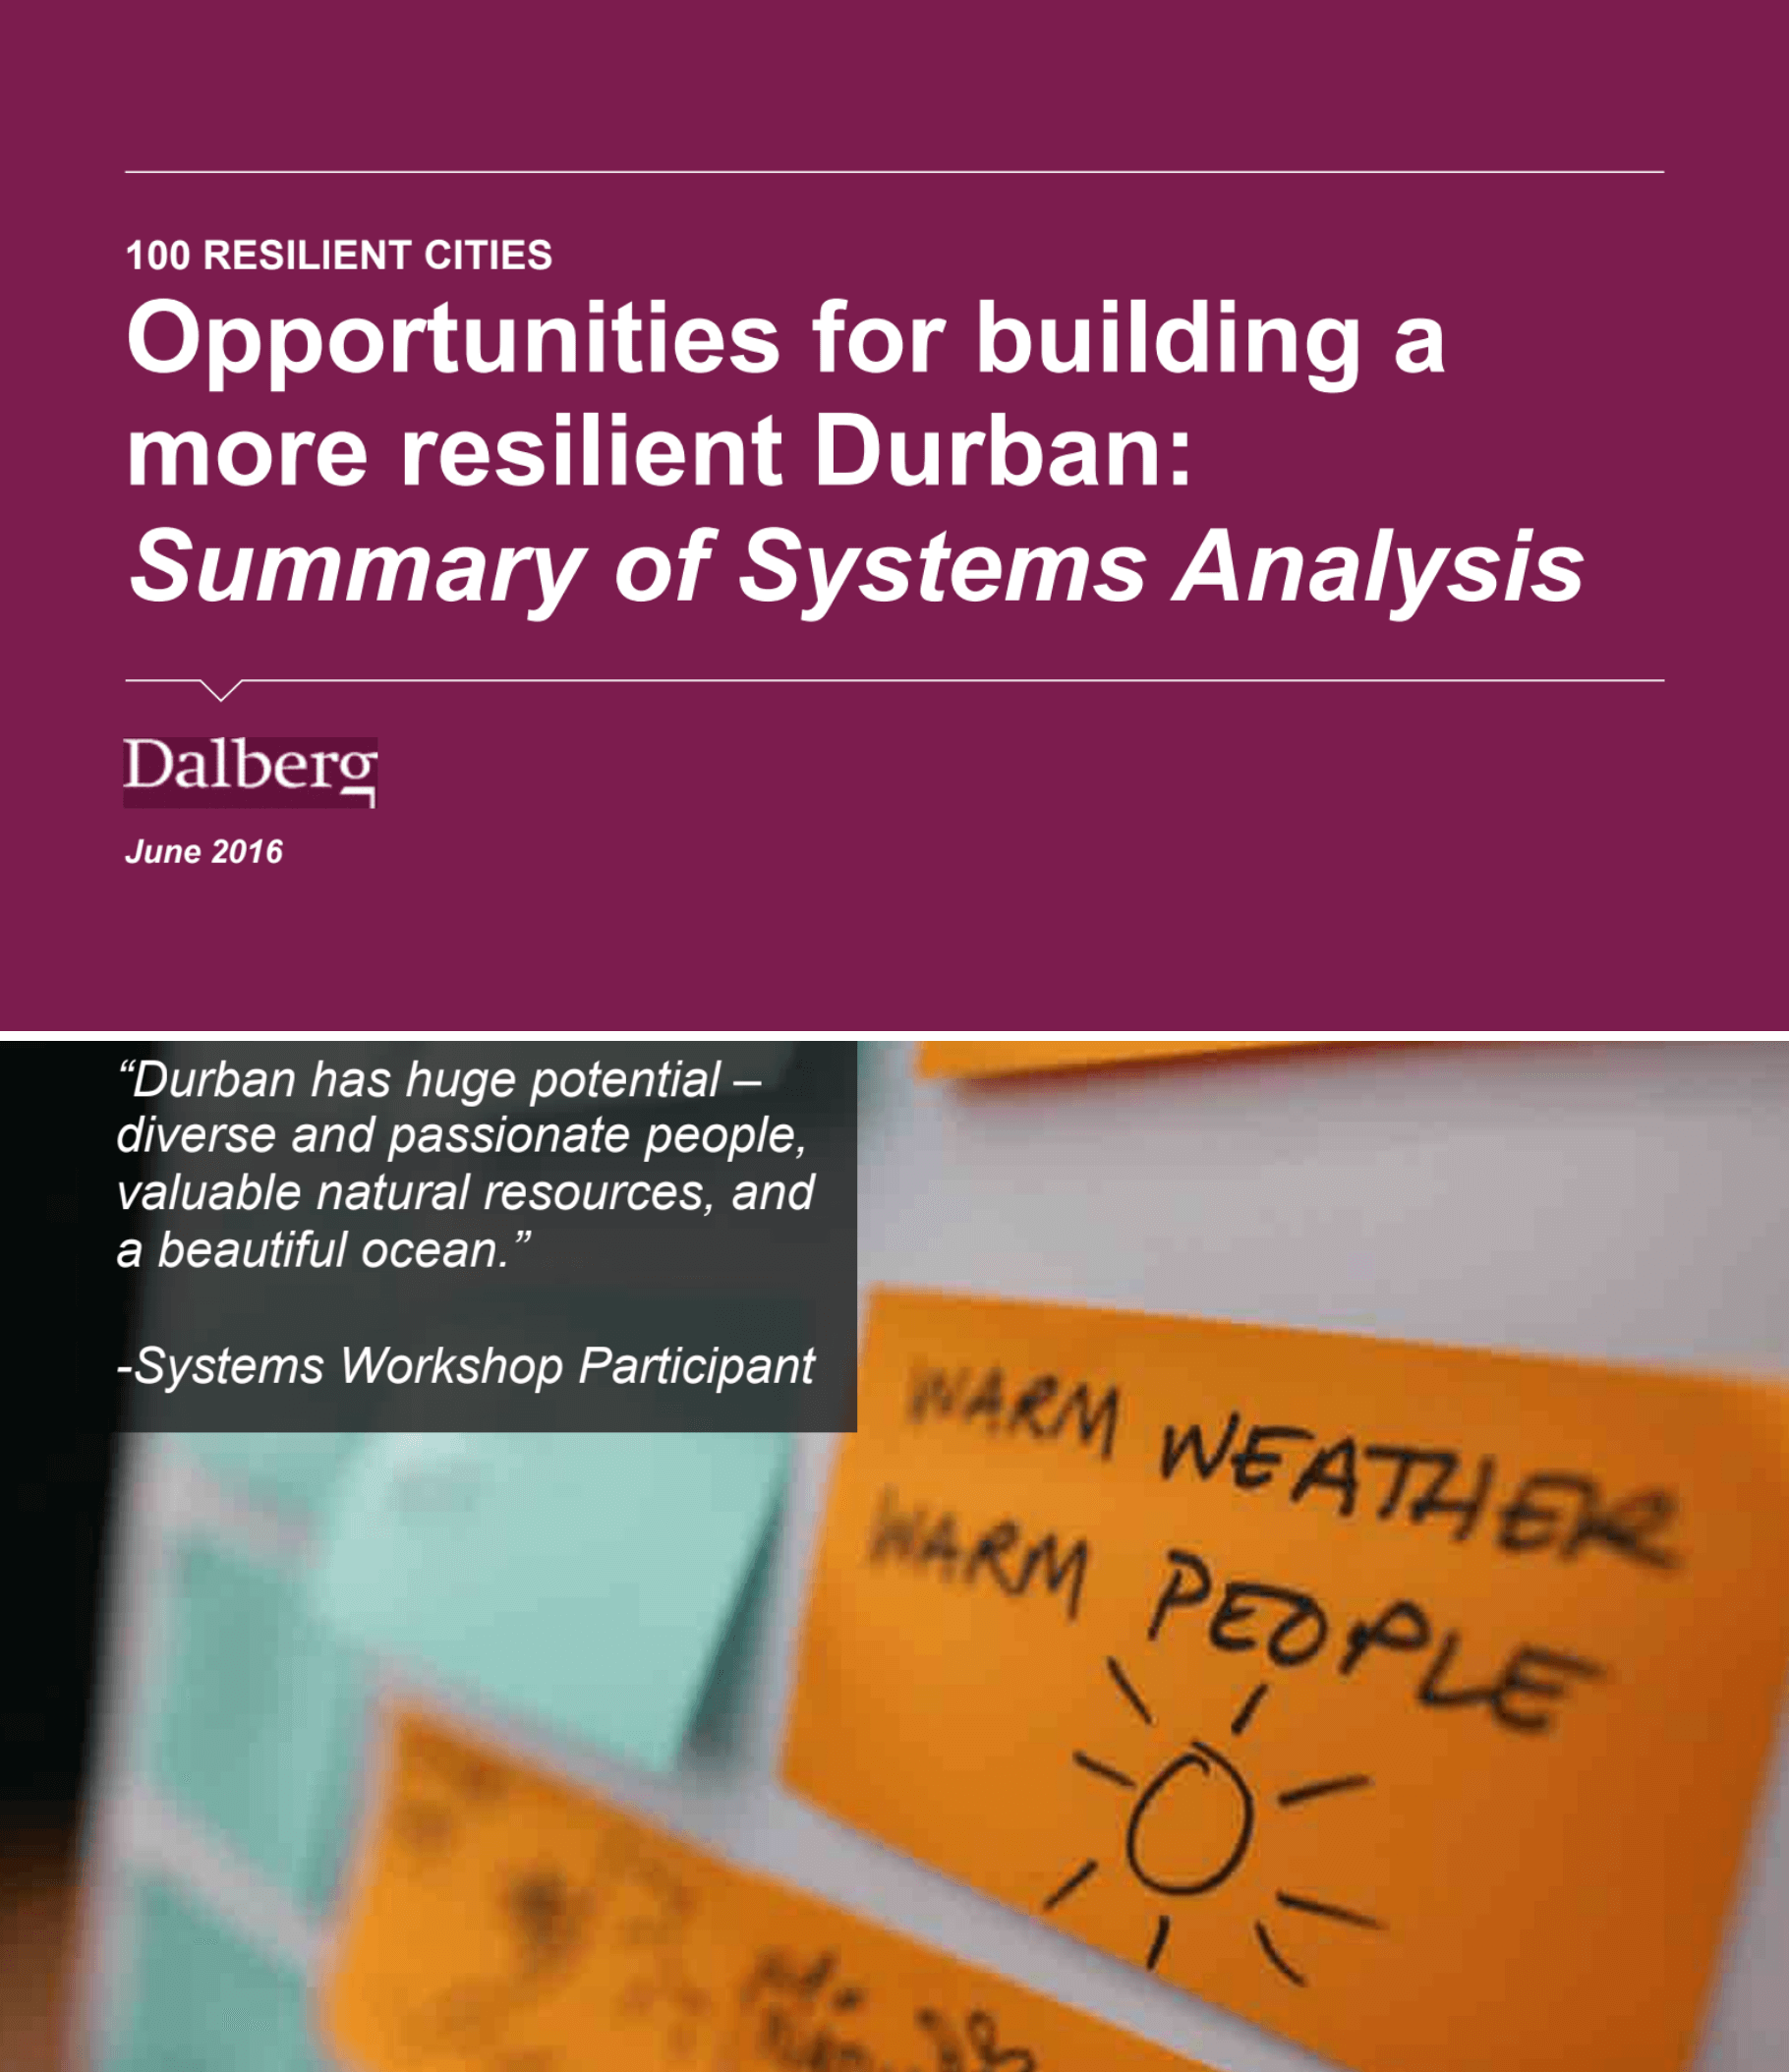 100 RESILIENT CITIES
Opportunities for building a
more resilient Durban:
Summary of Systems Analysis
Dalberg
June 2016
“Durban has huge potential –
diverse and passionate people,
valuable natural resources, and
a beautiful ocean.”
-Systems Workshop Participant
WARM WEATHER
WARM PEOPLE